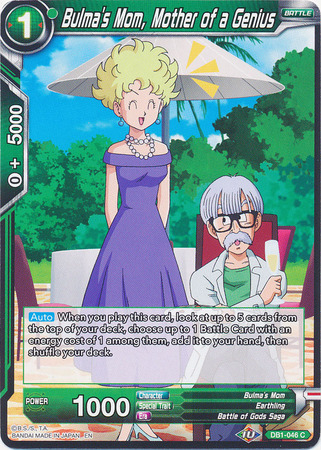 1
Bulma's Mom, Mother of a Genius
BATTLE
0 + 5000
Auto When you play this card, look at up to 5 cards from
the top of your deck, choose up to 1 Battle Card with an
energy cost of 1 among them, add it to your hand, then
shuffle your deck.
POWER
1000
Character Bulma's Mom
Special Trait Earthling
Era Battle of Gods Saga
©B.S./S., T.A.
BANDAI MADE IN JAPAN EN
DB1-046 C